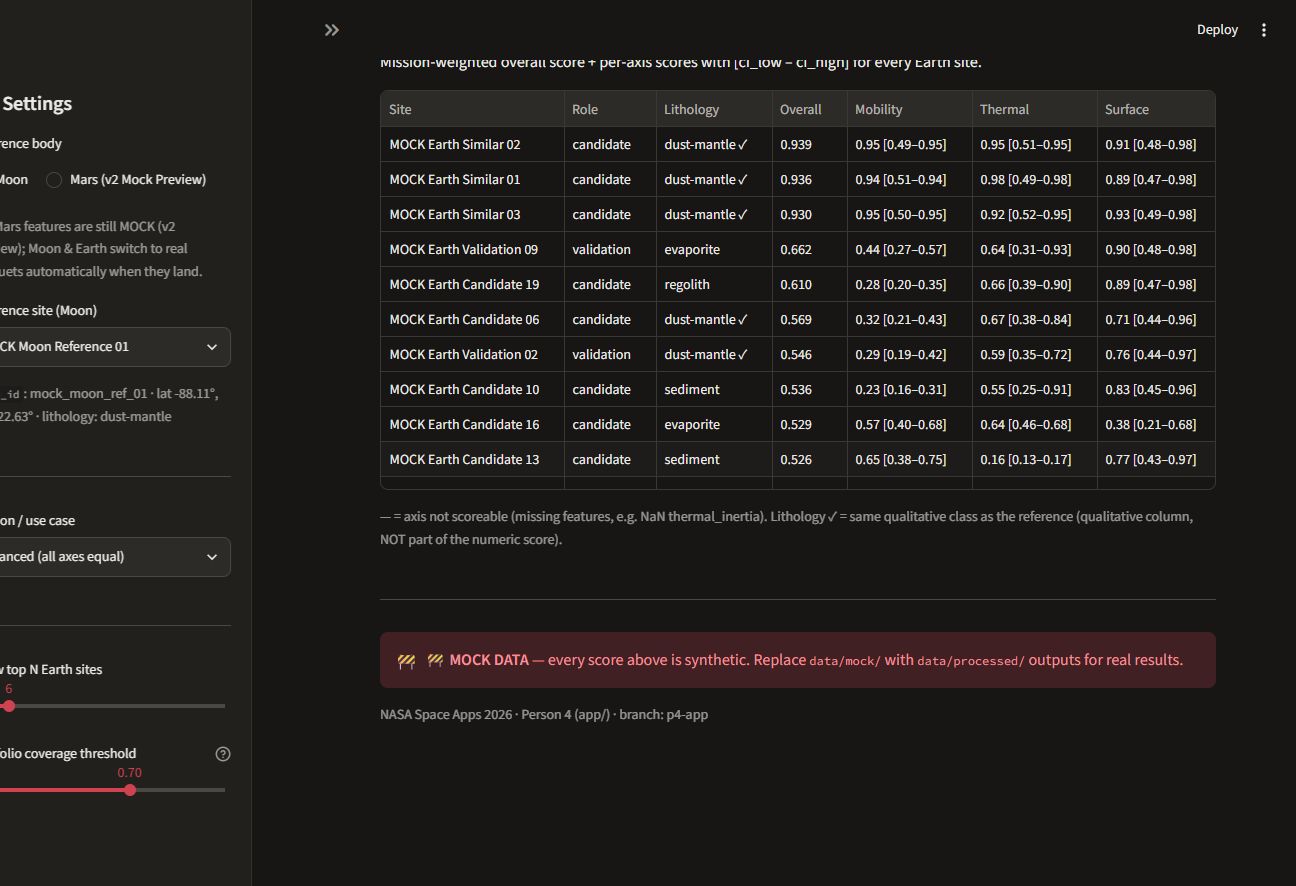 Deploy
Settings
rence body
Moon
Mars (v2 Mock Preview)
Mars features are still MOCK (v2
ew); Moon & Earth switch to real
uets automatically when they land.
rence site (Moon)
CK Moon Reference 01
_id : mock_moon_ref_01 · lat -88.11°,
22.63° · lithology: dust-mantle
on / use case
anced (all axes equal)
w top N Earth sites
6
olio coverage threshold
0.70
Mission-weighted overall score + per-axis scores with [ci_low – ci_high] for every Earth site.
Site Role Lithology Overall Mobility Thermal Surface
MOCK Earth Similar 02 candidate dust-mantle ✓ 0.939 0.95 [0.49–0.95] 0.95 [0.51–0.95] 0.91 [0.48–0.98]
MOCK Earth Similar 01 candidate dust-mantle ✓ 0.936 0.94 [0.51–0.94] 0.98 [0.49–0.98] 0.89 [0.47–0.98]
MOCK Earth Similar 03 candidate dust-mantle ✓ 0.930 0.95 [0.50–0.95] 0.92 [0.52–0.95] 0.93 [0.49–0.98]
MOCK Earth Validation 09 validation evaporite 0.662 0.44 [0.27–0.57] 0.64 [0.31–0.93] 0.90 [0.48–0.98]
MOCK Earth Candidate 19 candidate regolith 0.610 0.28 [0.20–0.35] 0.66 [0.39–0.90] 0.89 [0.47–0.98]
MOCK Earth Candidate 06 candidate dust-mantle ✓ 0.569 0.32 [0.21–0.43] 0.67 [0.38–0.84] 0.71 [0.44–0.96]
MOCK Earth Validation 02 validation dust-mantle ✓ 0.546 0.29 [0.19–0.42] 0.59 [0.35–0.72] 0.76 [0.44–0.97]
MOCK Earth Candidate 10 candidate sediment 0.536 0.23 [0.16–0.31] 0.55 [0.25–0.91] 0.83 [0.45–0.96]
MOCK Earth Candidate 16 candidate evaporite 0.529 0.57 [0.40–0.68] 0.64 [0.46–0.68] 0.38 [0.21–0.68]
MOCK Earth Candidate 13 candidate sediment 0.526 0.65 [0.38–0.75] 0.16 [0.13–0.17] 0.77 [0.43–0.97]
— = axis not scoreable (missing features, e.g. NaN thermal_inertia). Lithology ✓ = same qualitative class as the reference (qualitative column,
NOT part of the numeric score).
🚧 🚧 MOCK DATA — every score above is synthetic. Replace data/mock/ with data/processed/ outputs for real results.
NASA Space Apps 2026 · Person 4 (app/) · branch: p4-app